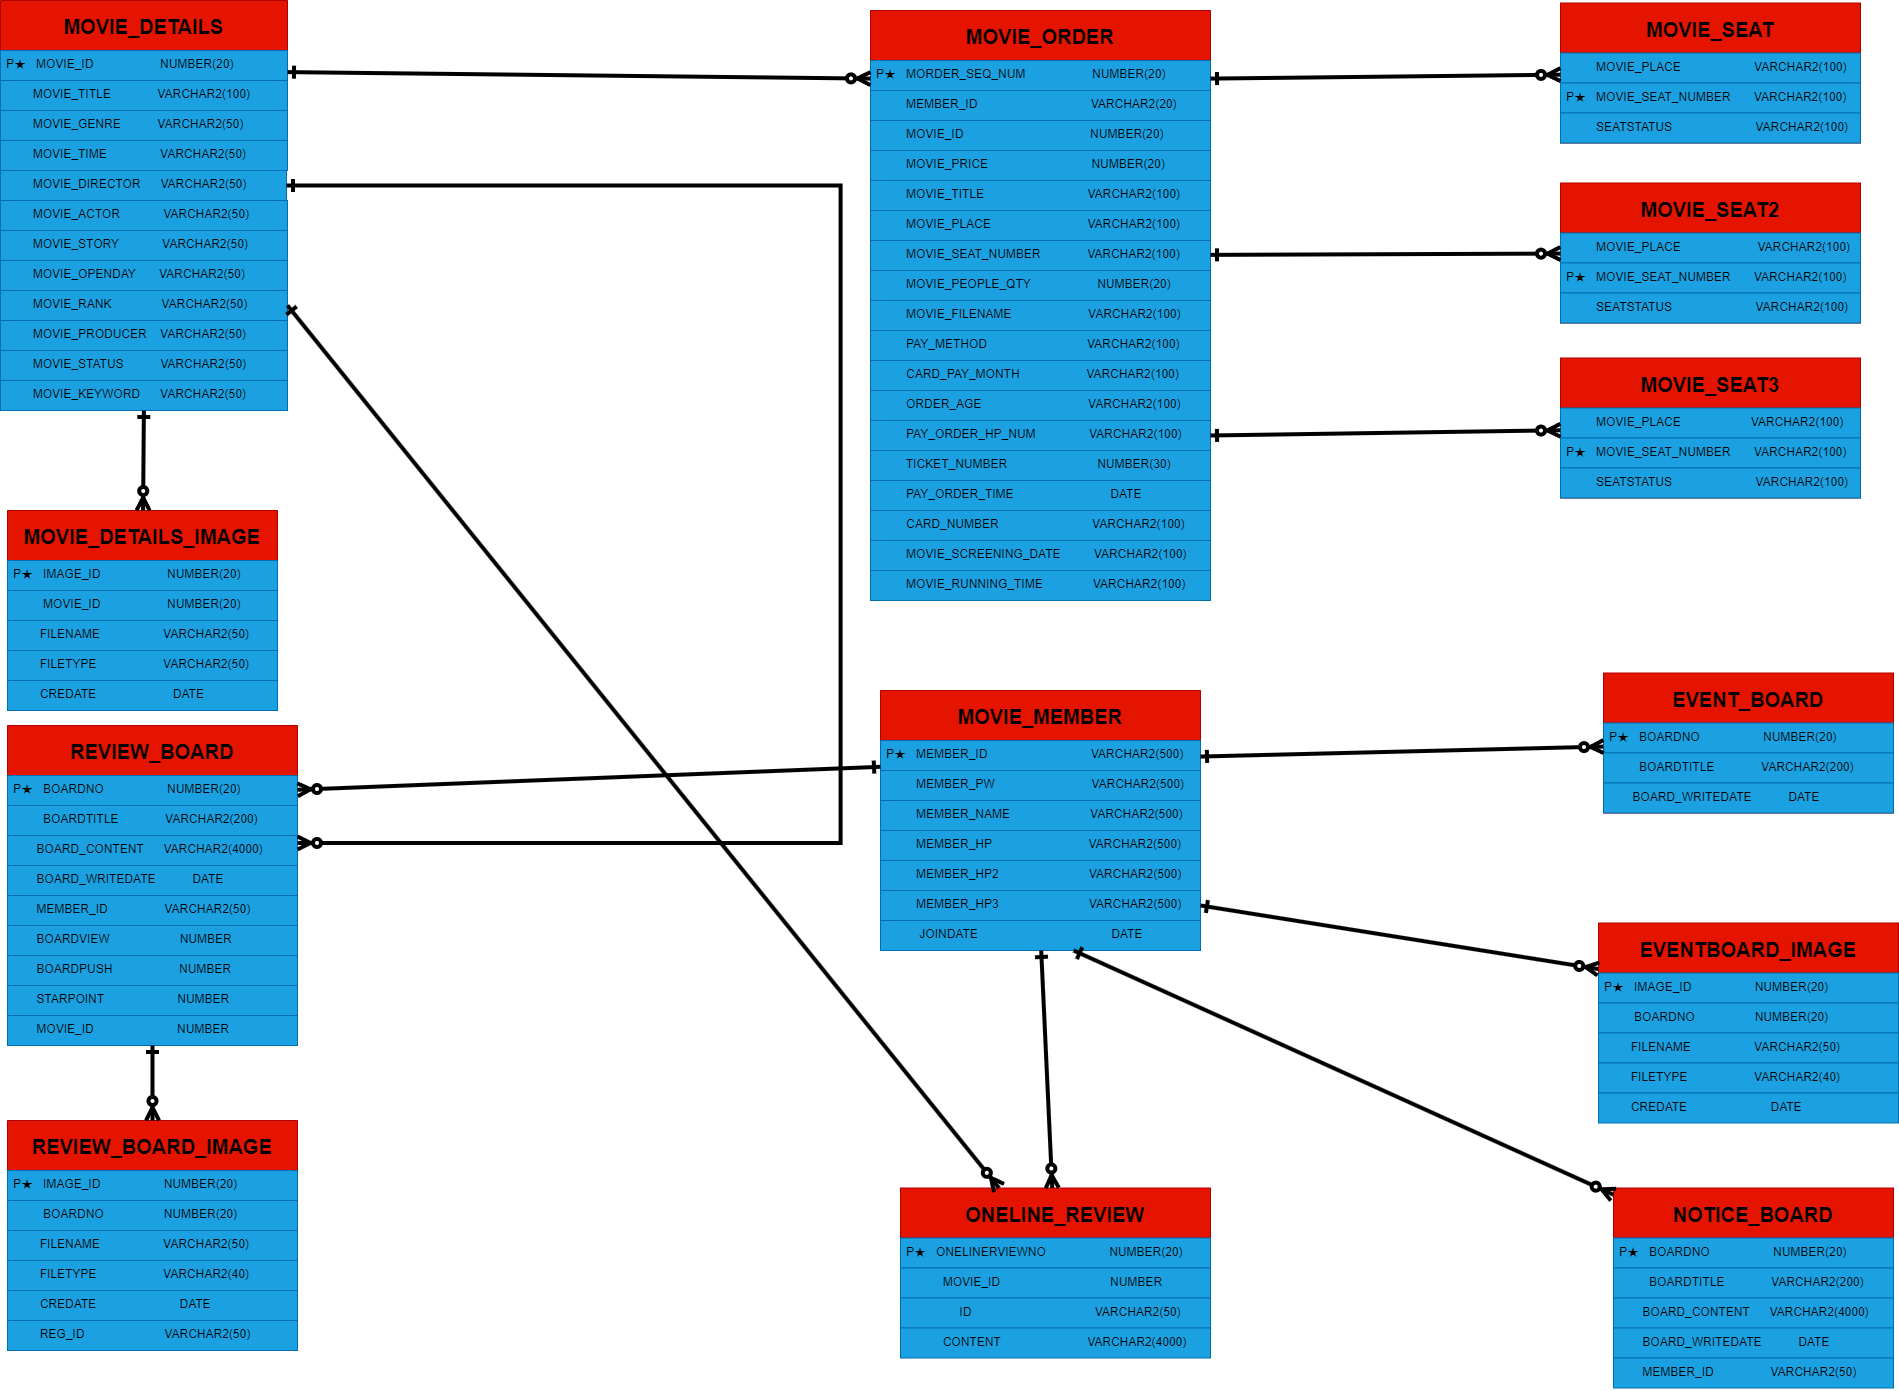 MOVIE_DETAILS
P★ MOVIE_ID NUMBER(20)
MOVIE_TITLE VARCHAR2(100)
MOVIE_GENRE VARCHAR2(50)
MOVIE_TIME VARCHAR2(50)
MOVIE_DIRECTOR VARCHAR2(50)
MOVIE_ACTOR VARCHAR2(50)
MOVIE_STORY VARCHAR2(50)
MOVIE_OPENDAY VARCHAR2(50)
MOVIE_RANK VARCHAR2(50)
MOVIE_PRODUCER VARCHAR2(50)
MOVIE_STATUS VARCHAR2(50)
MOVIE_KEYWORD VARCHAR2(50)
MOVIE_DETAILS_IMAGE
P★ IMAGE_ID NUMBER(20)
MOVIE_ID NUMBER(20)
FILENAME VARCHAR2(50)
FILETYPE VARCHAR2(50)
CREDATE DATE
REVIEW_BOARD
P★ BOARDNO NUMBER(20)
BOARDTITLE VARCHAR2(200)
BOARD_CONTENT VARCHAR2(4000)
BOARD_WRITEDATE DATE
MEMBER_ID VARCHAR2(50)
BOARDVIEW NUMBER
BOARDPUSH NUMBER
STARPOINT NUMBER
MOVIE_ID NUMBER
REVIEW_BOARD_IMAGE
P★ IMAGE_ID NUMBER(20)
BOARDNO NUMBER(20)
FILENAME VARCHAR2(50)
FILETYPE VARCHAR2(40)
CREDATE DATE
REG_ID VARCHAR2(50)
MOVIE_ORDER
P★ MORDER_SEQ_NUM NUMBER(20)
MEMBER_ID VARCHAR2(20)
MOVIE_ID NUMBER(20)
MOVIE_PRICE NUMBER(20)
MOVIE_TITLE VARCHAR2(100)
MOVIE_PLACE VARCHAR2(100)
MOVIE_SEAT_NUMBER VARCHAR2(100)
MOVIE_PEOPLE_QTY NUMBER(20)
MOVIE_FILENAME VARCHAR2(100)
PAY_METHOD VARCHAR2(100)
CARD_PAY_MONTH VARCHAR2(100)
ORDER_AGE VARCHAR2(100)
PAY_ORDER_HP_NUM VARCHAR2(100)
TICKET_NUMBER NUMBER(30)
PAY_ORDER_TIME DATE
CARD_NUMBER VARCHAR2(100)
MOVIE_SCREENING_DATE VARCHAR2(100)
MOVIE_RUNNING_TIME VARCHAR2(100)
MOVIE_MEMBER
P★ MEMBER_ID VARCHAR2(500)
MEMBER_PW VARCHAR2(500)
MEMBER_NAME VARCHAR2(500)
MEMBER_HP VARCHAR2(500)
MEMBER_HP2 VARCHAR2(500)
MEMBER_HP3 VARCHAR2(500)
JOINDATE DATE
ONELINE_REVIEW
P★ ONELINERVIEWNO NUMBER(20)
MOVIE_ID NUMBER
ID VARCHAR2(50)
CONTENT VARCHAR2(4000)
MOVIE_SEAT
MOVIE_PLACE VARCHAR2(100)
P★ MOVIE_SEAT_NUMBER VARCHAR2(100)
SEATSTATUS VARCHAR2(100)
MOVIE_SEAT2
MOVIE_PLACE VARCHAR2(100)
P★ MOVIE_SEAT_NUMBER VARCHAR2(100)
SEATSTATUS VARCHAR2(100)
MOVIE_SEAT3
MOVIE_PLACE VARCHAR2(100)
P★ MOVIE_SEAT_NUMBER VARCHAR2(100)
SEATSTATUS VARCHAR2(100)
EVENT_BOARD
P★ BOARDNO NUMBER(20)
BOARDTITLE VARCHAR2(200)
BOARD_WRITEDATE DATE
EVENTBOARD_IMAGE
P★ IMAGE_ID NUMBER(20)
BOARDNO NUMBER(20)
FILENAME VARCHAR2(50)
FILETYPE VARCHAR2(40)
CREDATE DATE
NOTICE_BOARD
P★ BOARDNO NUMBER(20)
BOARDTITLE VARCHAR2(200)
BOARD_CONTENT VARCHAR2(4000)
BOARD_WRITEDATE DATE
MEMBER_ID VARCHAR2(50)